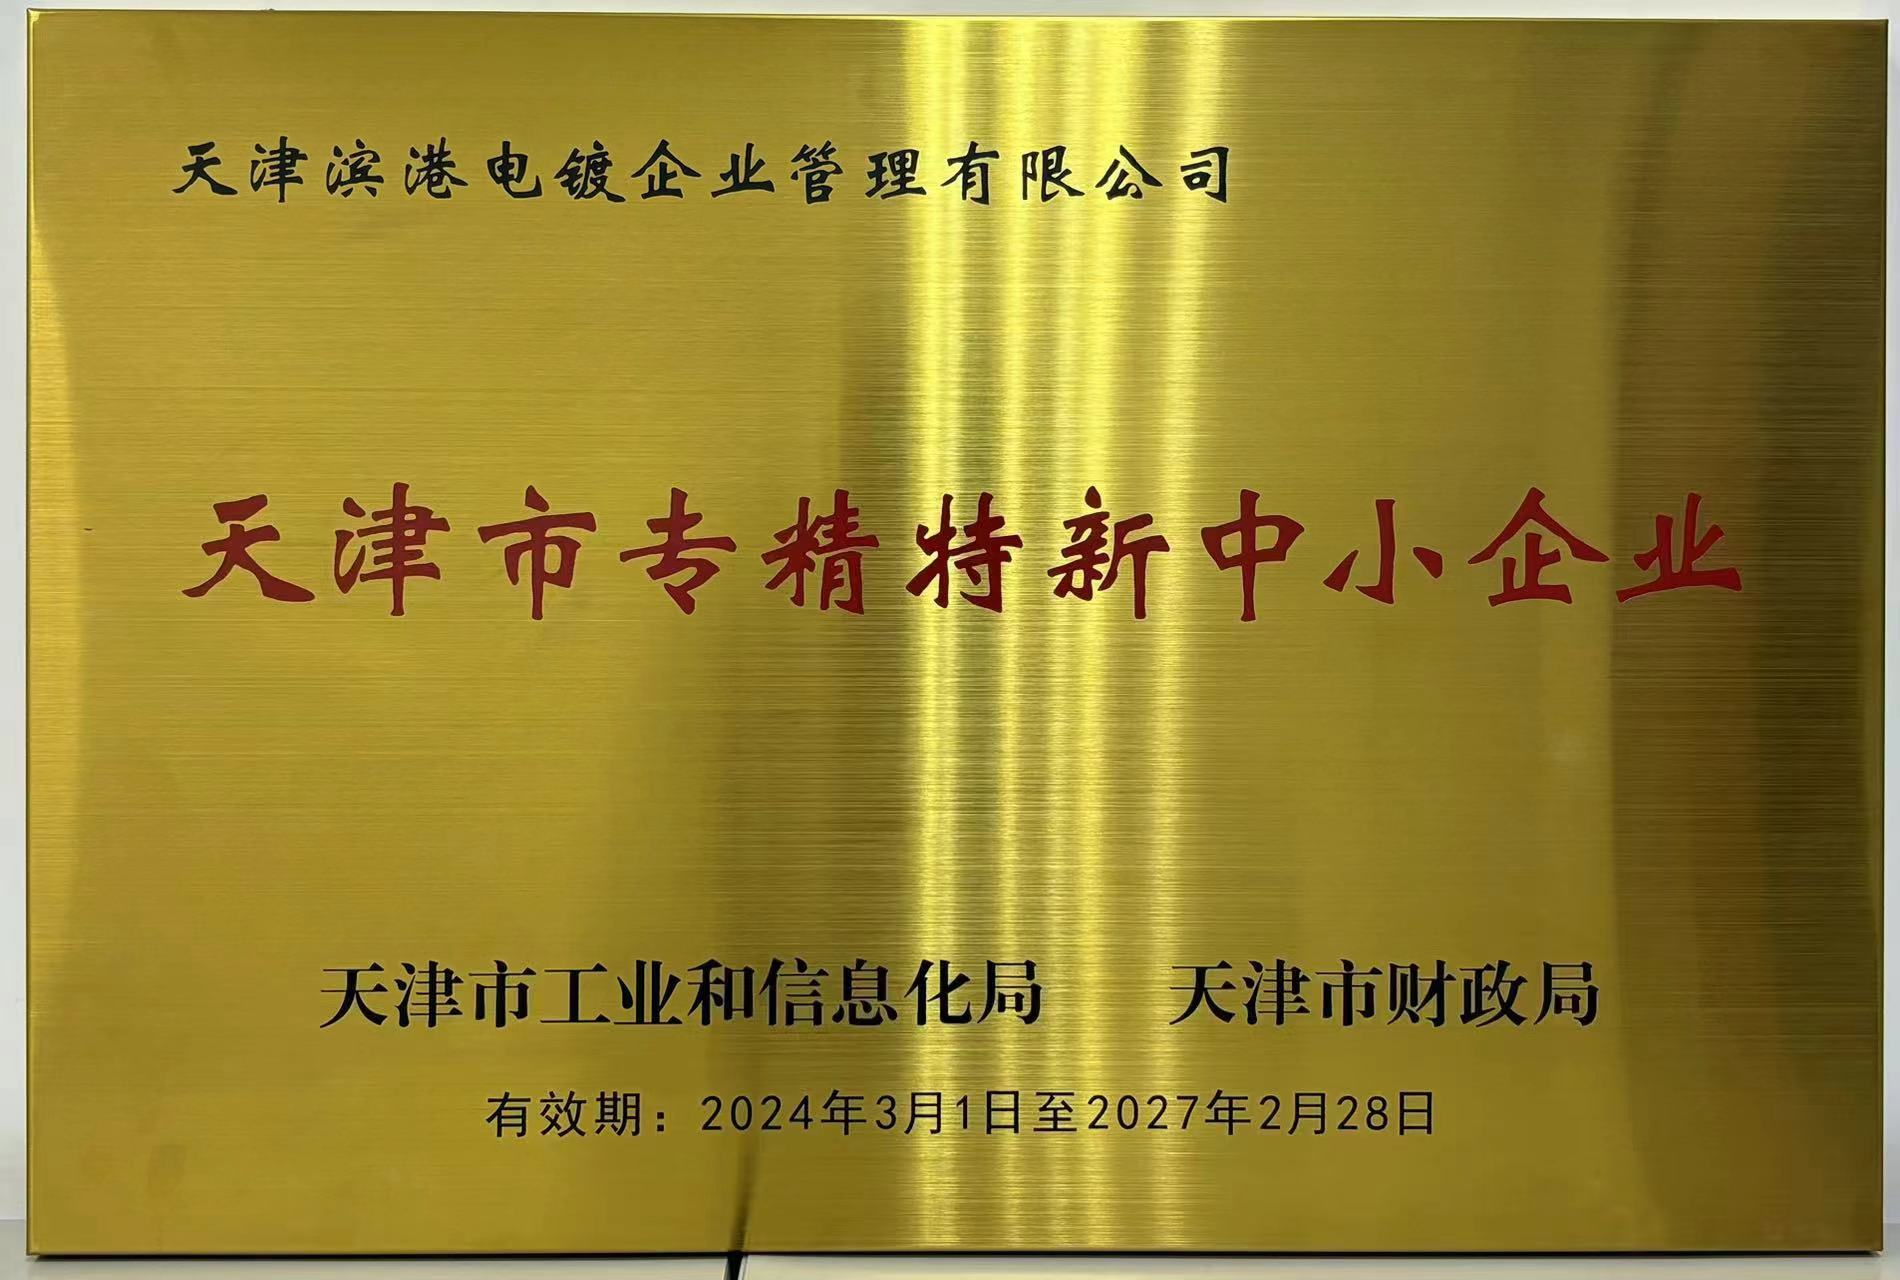 天津滨港电镀企业管理有限公司
天津市专精特新中小企业
天津市工业和信息化局 天津市财政局
有效期：2024年3月1日至2027年2月28日